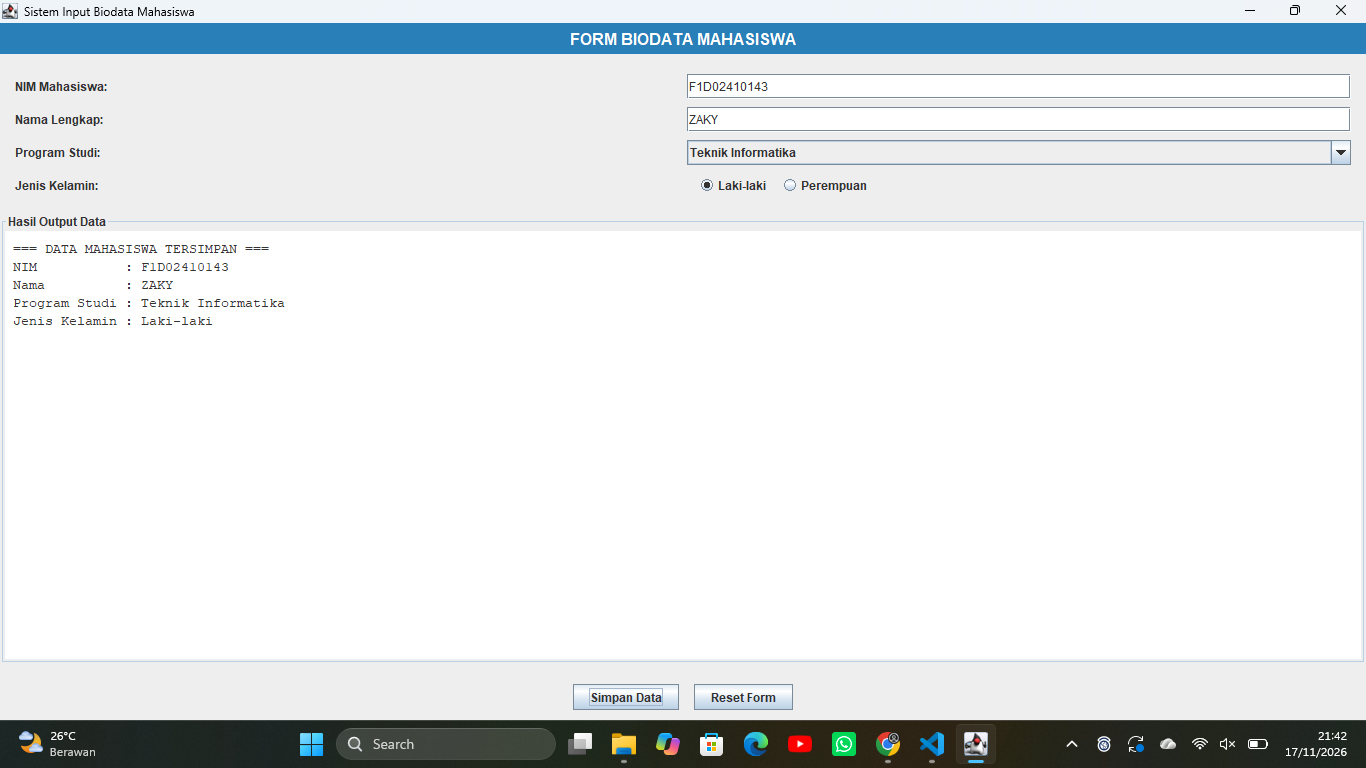 Sistem Input Biodata Mahasiswa
FORM BIODATA MAHASISWA
NIM Mahasiswa: F1D02410143
Nama Lengkap: ZAKY
Program Studi: Teknik Informatika
Jenis Kelamin: Laki-laki Perempuan
Hasil Output Data
=== DATA MAHASISWA TERSIMPAN ===
NIM : F1D02410143
Nama : ZAKY
Program Studi : Teknik Informatika
Jenis Kelamin : Laki-laki
Simpan Data Reset Form
26°C
Berawan
Search
21:42
17/11/2026